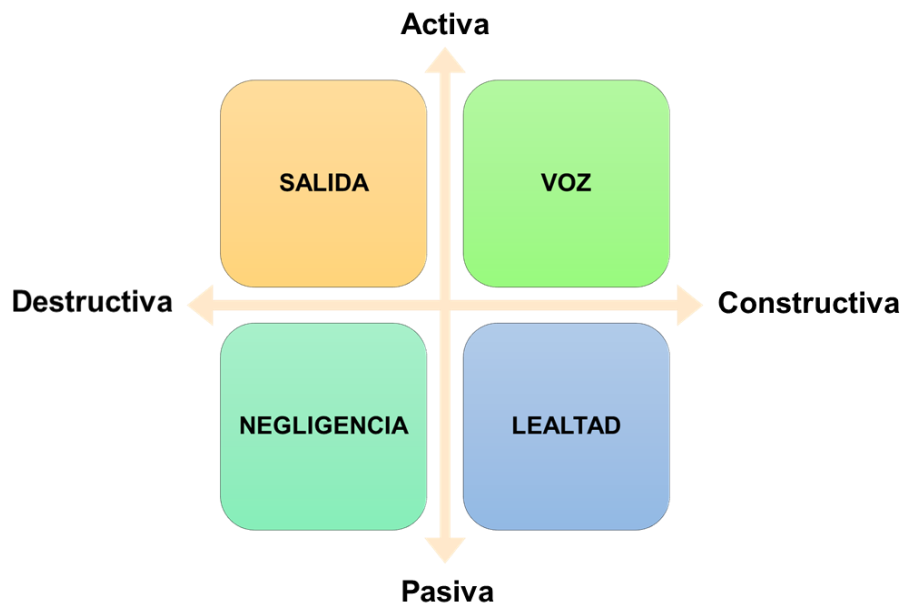 Activa
SALIDA
VOZ
Destructiva
Constructiva
NEGLIGENCIA
LEALTAD
Pasiva